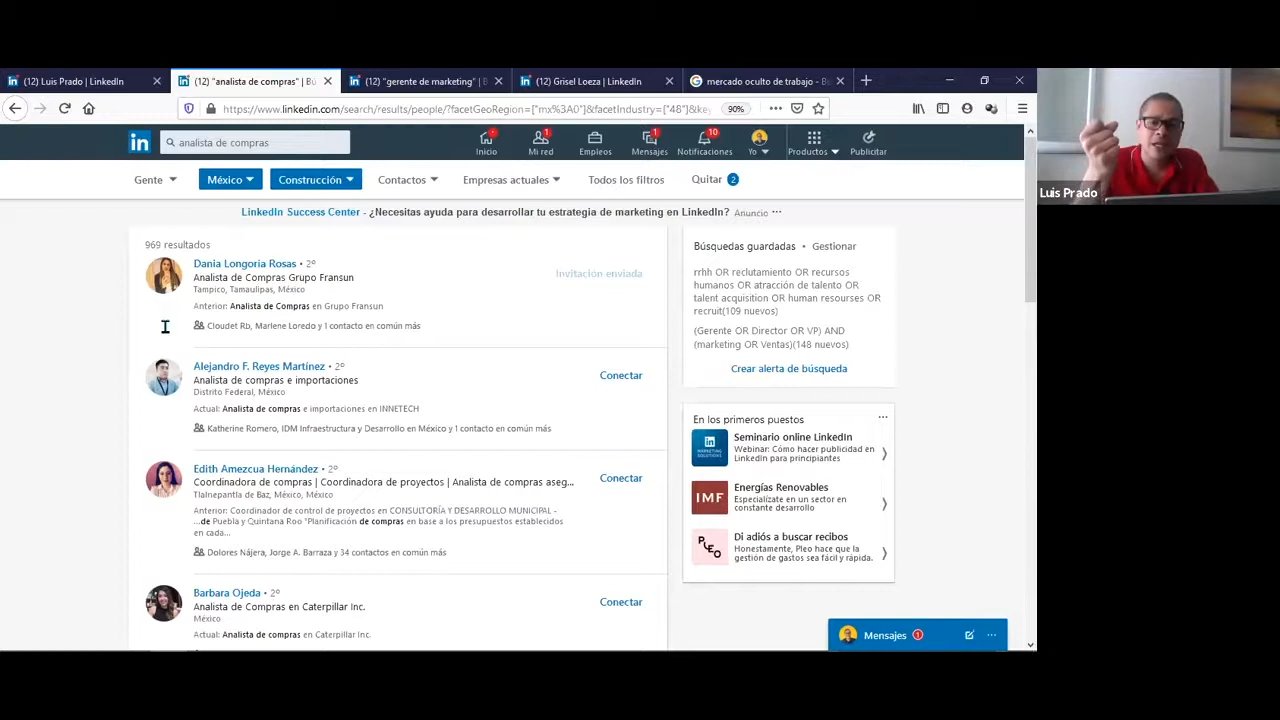 (12) Luis Prado | LinkedIn
(12) "analista de compras" | Bú
(12) "gerente de marketing" | B
(12) Grisel Loeza | LinkedIn
mercado oculto de trabajo - B
https://www.linkedin.com/search/results/people/?facetGeoRegion=["mx%3A0"]&facetIndustry=["48"]&key
90%
in
analista de compras
Inicio
1
Mi red
Empleos
1
Mensajes
10
Notificaciones
Yo
Productos
Publicitar
Luis Prado
Gente
México
Construcción
Contactos
Empresas actuales
Todos los filtros
Quitar 2
LinkedIn Success Center - ¿Necesitas ayuda para desarrollar tu estrategia de marketing en LinkedIn? Anuncio ···
969 resultados
Dania Longoria Rosas • 2º
Analista de Compras Grupo Fransun
Tampico, Tamaulipas, México
Anterior: Analista de Compras en Grupo Fransun
Cloudet Rb, Marlene Loredo y 1 contacto en común más
Invitación enviada
Alejandro F. Reyes Martínez • 2º
Analista de compras e importaciones
Distrito Federal, México
Actual: Analista de compras e importaciones en INNETECH
Katherine Romero, IDM Infraestructura y Desarrollo en México y 1 contacto en común más
Conectar
Edith Amezcua Hernández • 2º
Coordinadora de compras | Coordinadora de proyectos | Analista de compras aseg...
Tlalnepantla de Baz, México, México
Anterior: Coordinador de control de proyectos en CONSULTORÍA Y DESARROLLO MUNICIPAL -
...de Puebla y Quintana Roo *Planificación de compras en base a los presupuestos establecidos
en cada...
Dolores Nájera, Jorge A. Barraza y 34 contactos en común más
Conectar
Barbara Ojeda • 2º
Analista de Compras en Caterpillar Inc.
México
Actual: Analista de compras en Caterpillar Inc.
Conectar
Búsquedas guardadas • Gestionar
rrhh OR reclutamiento OR recursos
humanos OR atracción de talento OR
talent acquisition OR human resourses OR
recruit(109 nuevos)
(Gerente OR Director OR VP) AND
(marketing OR Ventas)(148 nuevos)
Crear alerta de búsqueda
En los primeros puestos
Seminario online LinkedIn
Webinar: Cómo hacer publicidad en
LinkedIn para principiantes
in
MARKETING
SOLUTIONS
IMF
Energías Renovables
Especialízate en un sector en
constante desarrollo
PLEO
Di adiós a buscar recibos
Honestamente, Pleo hace que la
gestión de gastos sea fácil y rápida.
Mensajes 1